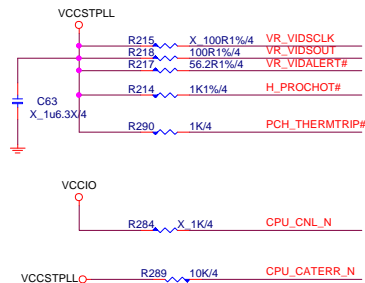 VCCSTPLL
R215 X_100R1%/4 VR_VIDSCLK
R218 100R1%/4 VR_VIDSOUT
R217 56.2R1%/4 VR_VIDALERT#
R214 1K1%/4 H_PROCHOT#
C63
X_1u6.3X/4
R290 1K/4 PCH_THERMTRIP#
VCCIO
R284 X_1K/4 CPU_CNL_N
VCCSTPLL R289 10K/4 CPU_CATERR_N